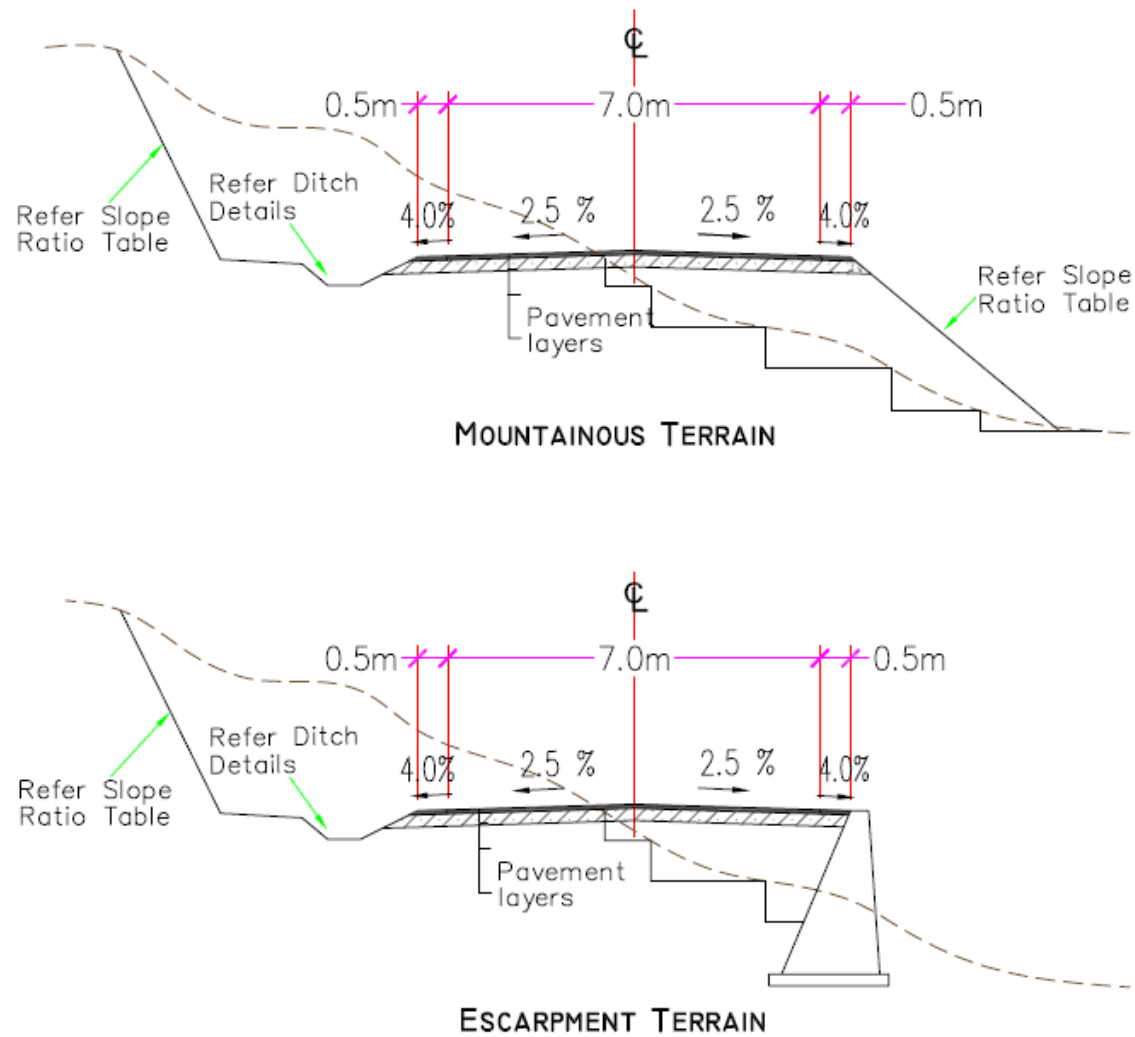 ℄
0.5m 7.0m 0.5m
4.0% 2.5 % 2.5 % 4.0%
Refer Ditch
Details
Refer Slope
Ratio Table
Refer Slope
Ratio Table
Pavement
layers
MOUNTAINOUS TERRAIN
℄
0.5m 7.0m 0.5m
4.0% 2.5 % 2.5 % 4.0%
Refer Ditch
Details
Refer Slope
Ratio Table
Pavement
layers
ESCARPMENT TERRAIN